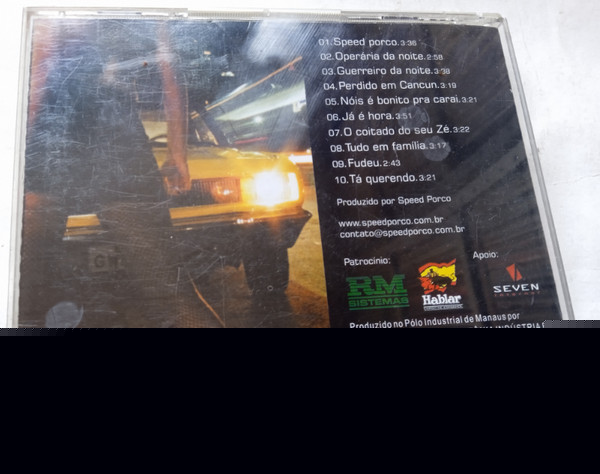 01.Speed porco.3:36
02.Operária da noite.2:58
03.Guerreiro da noite.3:38
04.Perdido em Cancun.3:19
05.Nóis é bonito pra carai.3:21
06.Já é hora.3:51
07.O coitado do seu Zé.3:22
08.Tudo em família.3:17
09.Fudeu.2:43
10.Tá querendo.3:21
Produzido por Speed Porco
www.speedporco.com.br
contato@speedporco.com.br
Patrocínio:
Apoio:
RM
SISTEMAS
Hablar
SEVEN
Produzido no Pólo Industrial de Manaus por